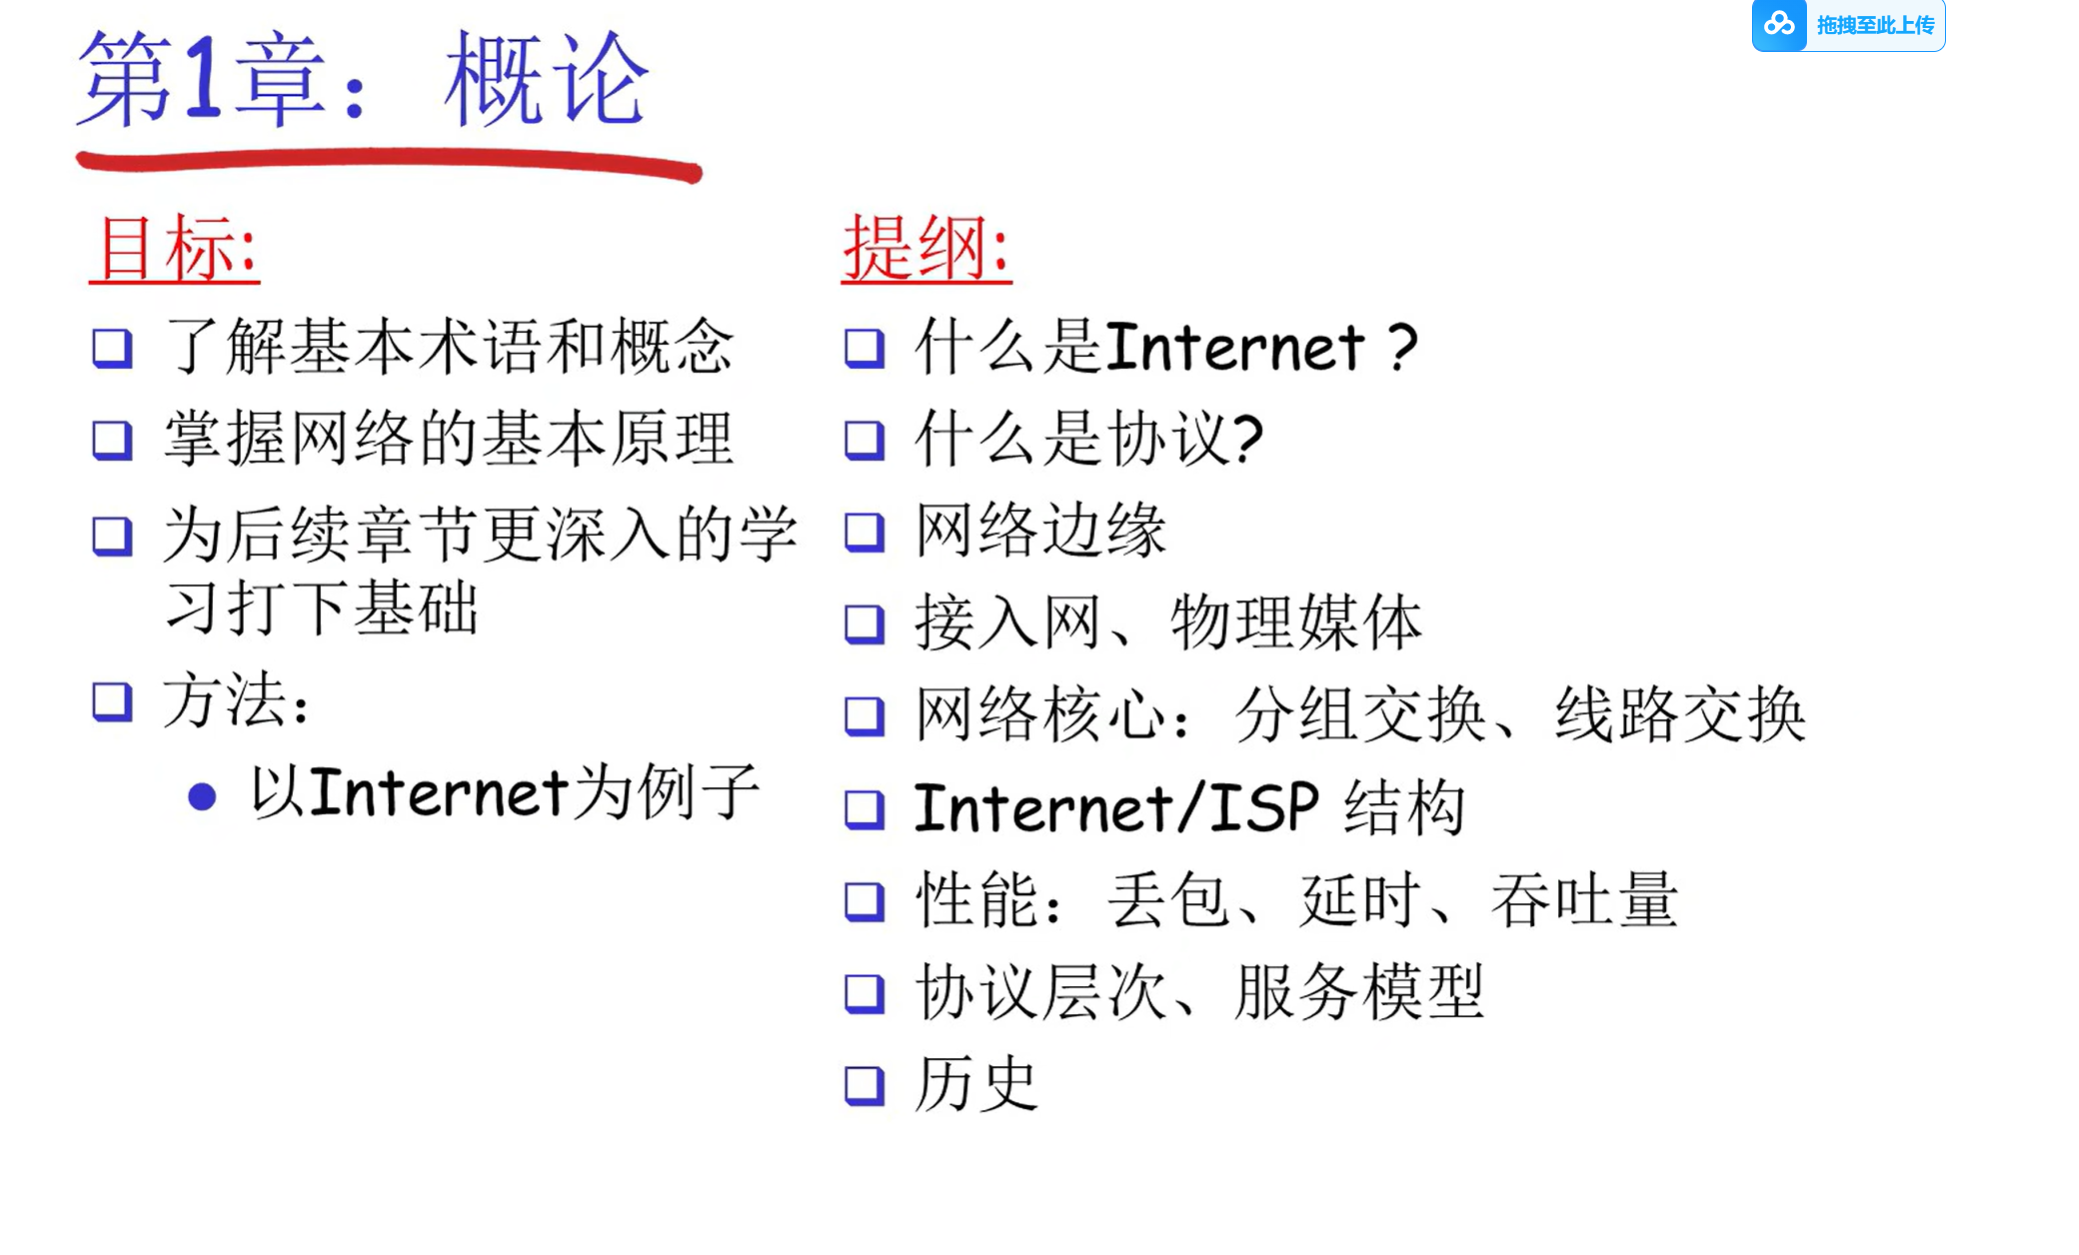 拖拽至此上传
第1章： 概论
目标:
了解基本术语和概念
掌握网络的基本原理
为后续章节更深入的学
习打下基础
方法：
以Internet为例子
提纲:
什么是Internet？
什么是协议?
网络边缘
接入网、物理媒体
网络核心：分组交换、线路交换
Internet/ISP 结构
性能：丢包、延时、吞吐量
协议层次、服务模型
历史